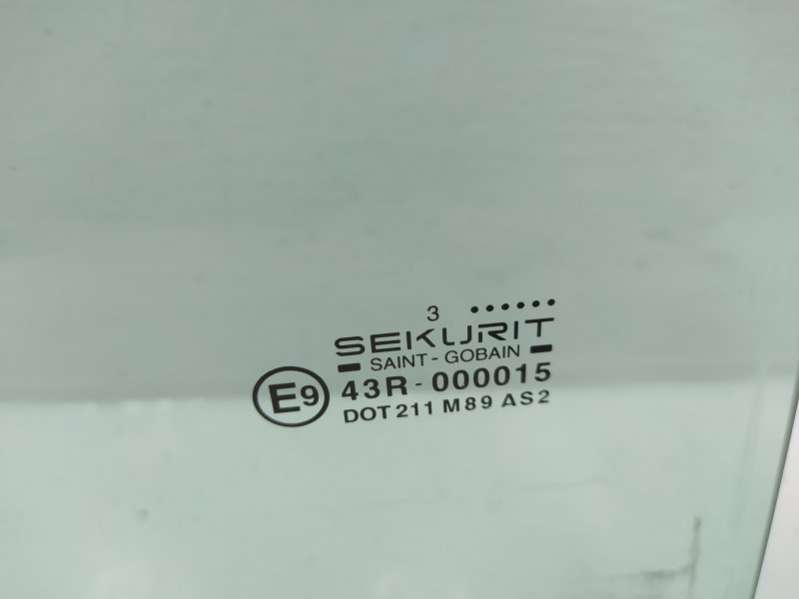 3 ......
SEKURIT
SAINT - GOBAIN
E9 43R - 000015
DOT 211 M89 AS2